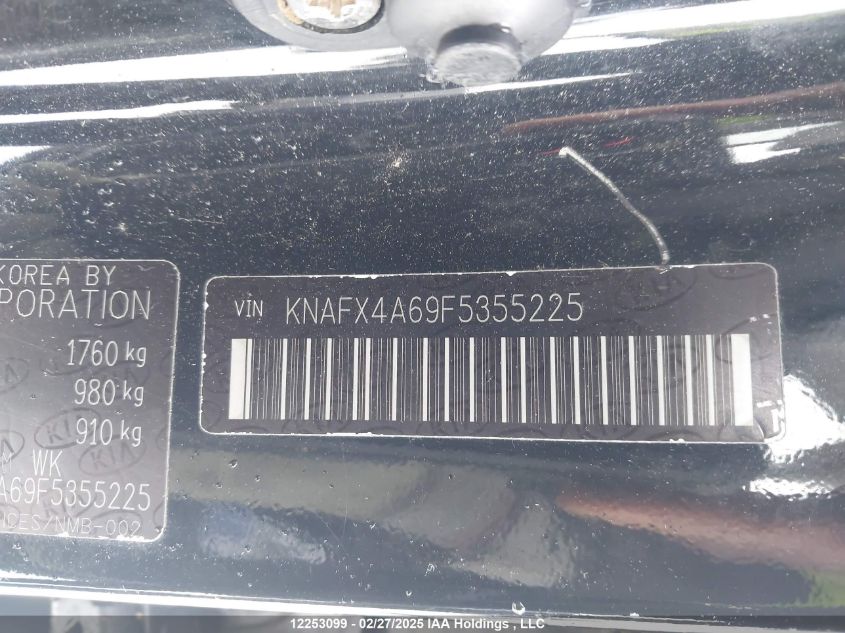 KOREA BY
PORATION
1760 kg
980 kg
910 kg
WK
A69F5355225
ICES/NMB-002
VIN KNAFX4A69F5355225
12253099 - 02/27/2025 IAA Holdings , LLC